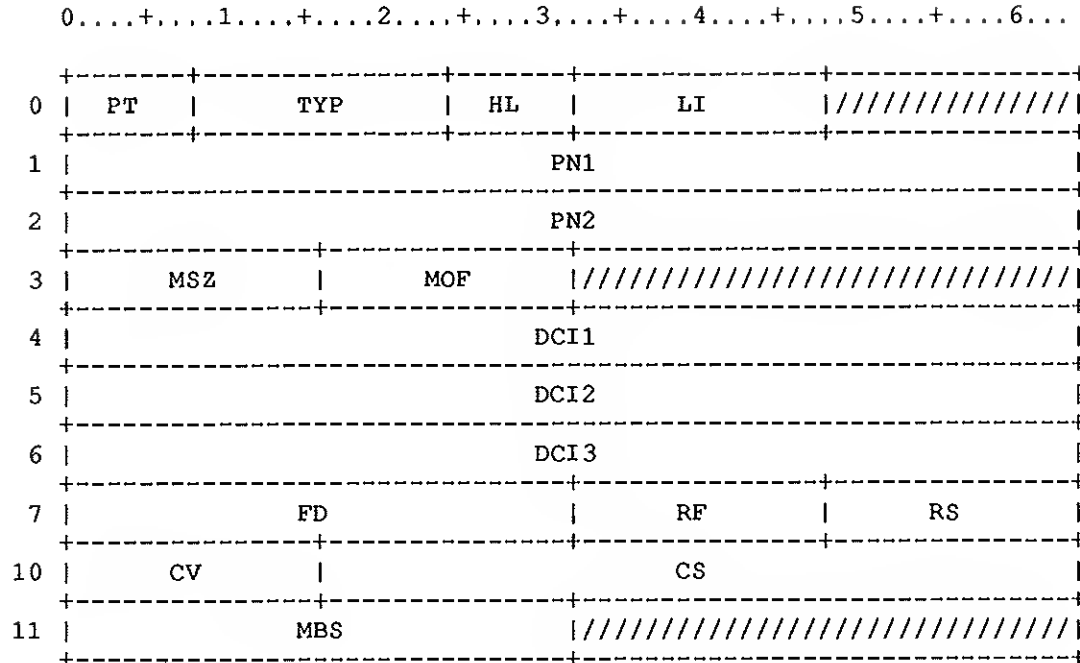 0....+....1....+....2....+....3....+....4....+....5....+....6...
0 | PT | TYP | HL | LI |///////////////|
1 | PN1 |
2 | PN2 |
3 | MSZ | MOF |///////////////////////////////|
4 | DCI1 |
5 | DCI2 |
6 | DCI3 |
7 | FD | RF | RS |
10 | CV | CS |
11 | MBS |///////////////////////////////|